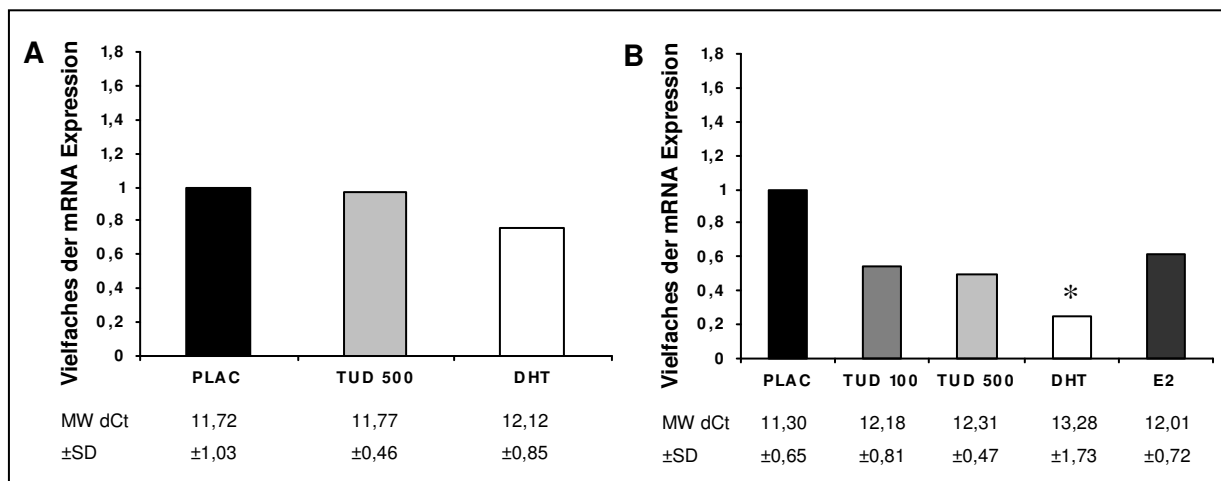 A
Vielfaches der mRNA Expression
1,8
1,6
1,4
1,2
1
0,8
0,6
0,4
0,2
0
PLAC TUD 500 DHT
MW dCt 11,72 11,77 12,12
±SD ±1,03 ±0,46 ±0,85
B
Vielfaches der mRNA Expression
1,8
1,6
1,4
1,2
1
0,8
0,6
0,4
0,2
0
*
PLAC TUD 100 TUD 500 DHT E2
MW dCt 11,30 12,18 12,31 13,28 12,01
±SD ±0,65 ±0,81 ±0,47 ±1,73 ±0,72